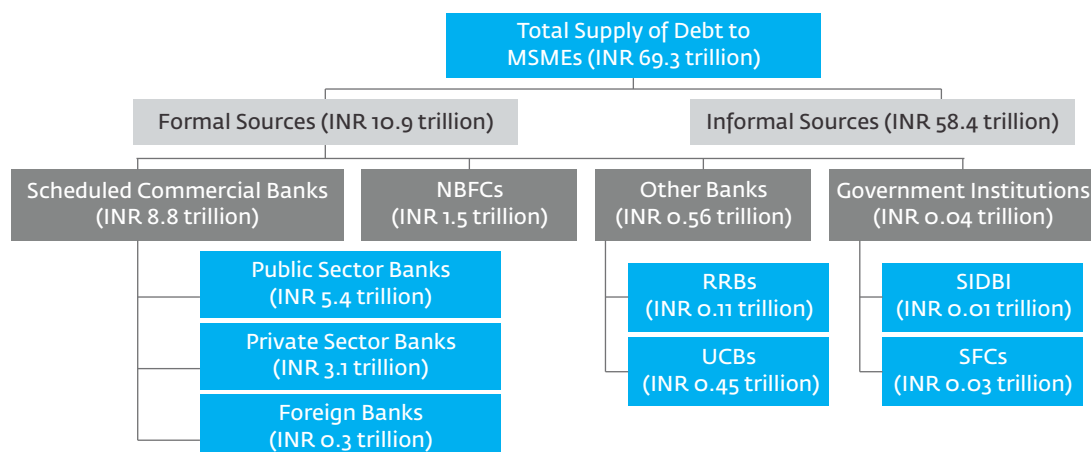 Total Supply of Debt to
MSMEs (INR 69.3 trillion)
Formal Sources (INR 10.9 trillion)
Informal Sources (INR 58.4 trillion)
Scheduled Commercial Banks
(INR 8.8 trillion)
NBFCs
(INR 1.5 trillion)
Other Banks
(INR 0.56 trillion)
Government Institutions
(INR 0.04 trillion)
Public Sector Banks
(INR 5.4 trillion)
Private Sector Banks
(INR 3.1 trillion)
Foreign Banks
(INR 0.3 trillion)
RRBs
(INR 0.11 trillion)
UCBs
(INR 0.45 trillion)
SIDBI
(INR 0.01 trillion)
SFCs
(INR 0.03 trillion)